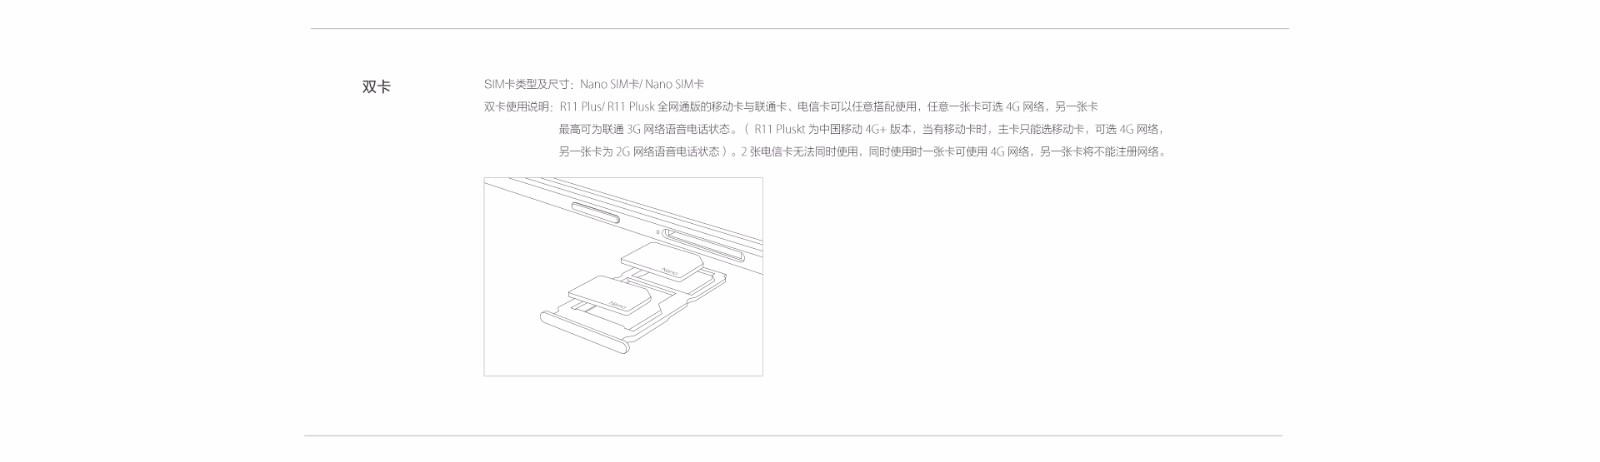 双卡
SIM卡类型及尺寸：Nano SIM卡/ Nano SIM卡
双卡使用说明：R11 Plus/ R11 Plusk 全网通版的移动卡与联通卡、电信卡可以任意搭配使用，任意一张卡可选 4G 网络，另一张卡
最高可为联通 3G 网络语音电话状态。（ R11 Pluskt 为中国移动 4G+ 版本，当有移动卡时，主卡只能选移动卡，可选 4G 网络，
另一张卡为 2G 网络语音电话状态 ）。2 张电信卡无法同时使用，同时使用时一张卡可使用 4G 网络，另一张卡将不能注册网络。
Nano
Nano